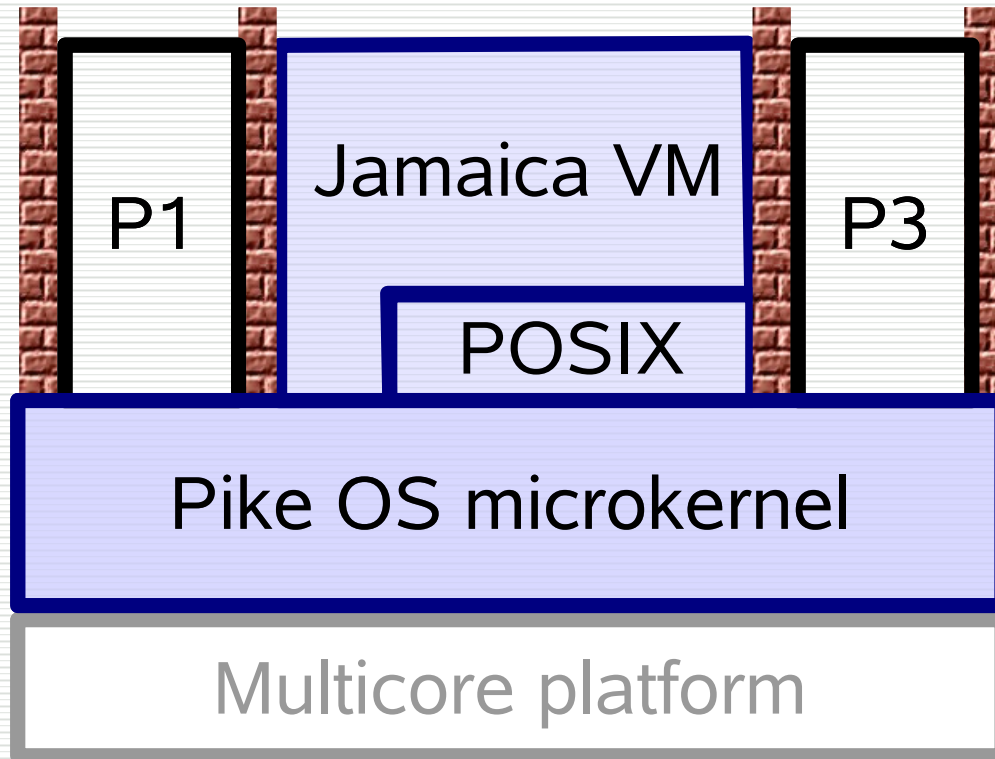 Jamaica VM
P1
P3
POSIX
Pike OS microkernel
Multicore platform